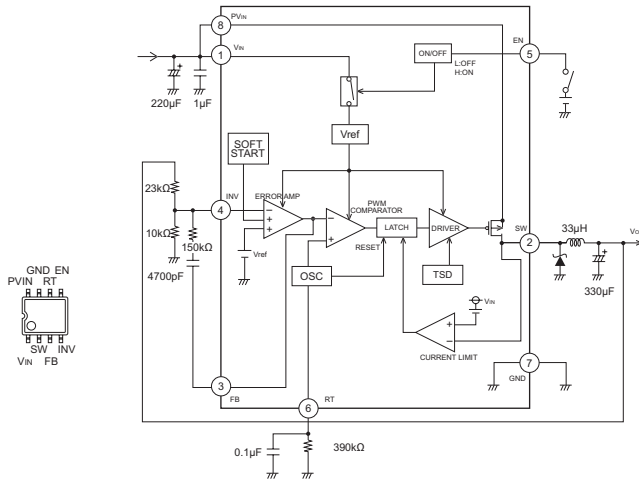 8
PVIN
1
VIN
220µF
+
1µF
ON/OFF
L:OFF
H:ON
EN
5
Vref
SOFT
START
23kΩ
4
INV
ERROR AMP
PWM
COMPARATOR
LATCH
DRIVER
SW
2
33µH
Vo
10kΩ
150kΩ
4700pF
Vref
RESET
OSC
TSD
330µF
VIN
CURRENT LIMIT
7
GND
3
FB
6
RT
0.1µF
390kΩ
GND EN
PVIN RT
SW INV
VIN FB